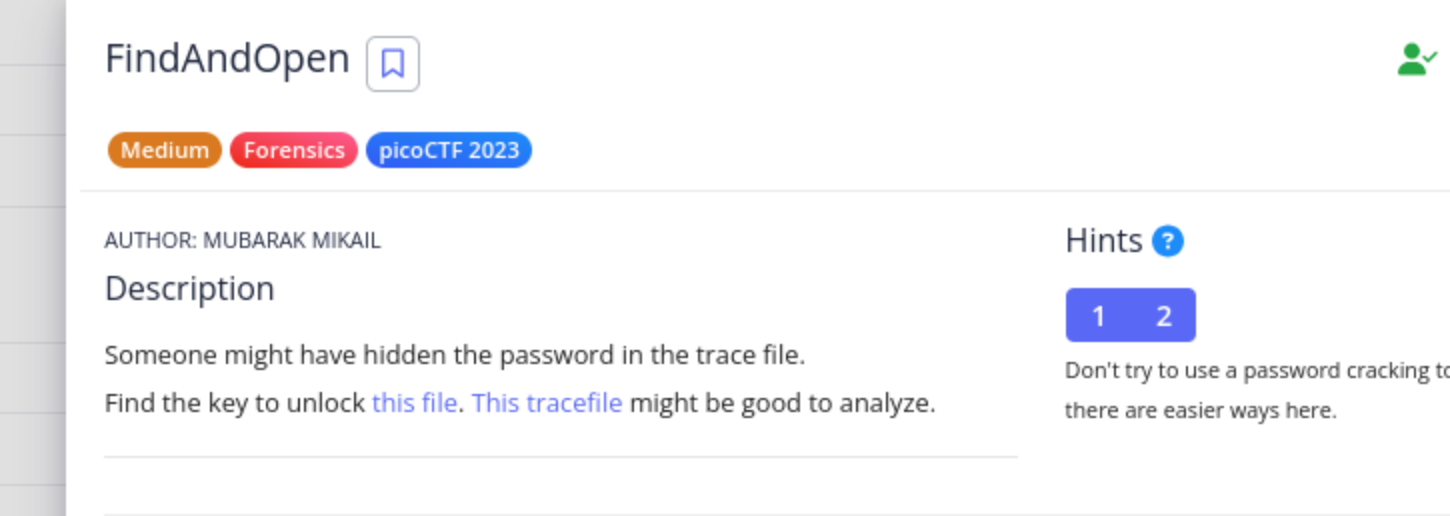 FindAndOpen
Medium Forensics picoCTF 2023
AUTHOR: MUBARAK MIKAIL
Description
Someone might have hidden the password in the trace file.
Find the key to unlock this file. This tracefile might be good to analyze.
Hints ?
1 2
Don't try to use a password cracking
there are easier ways here.